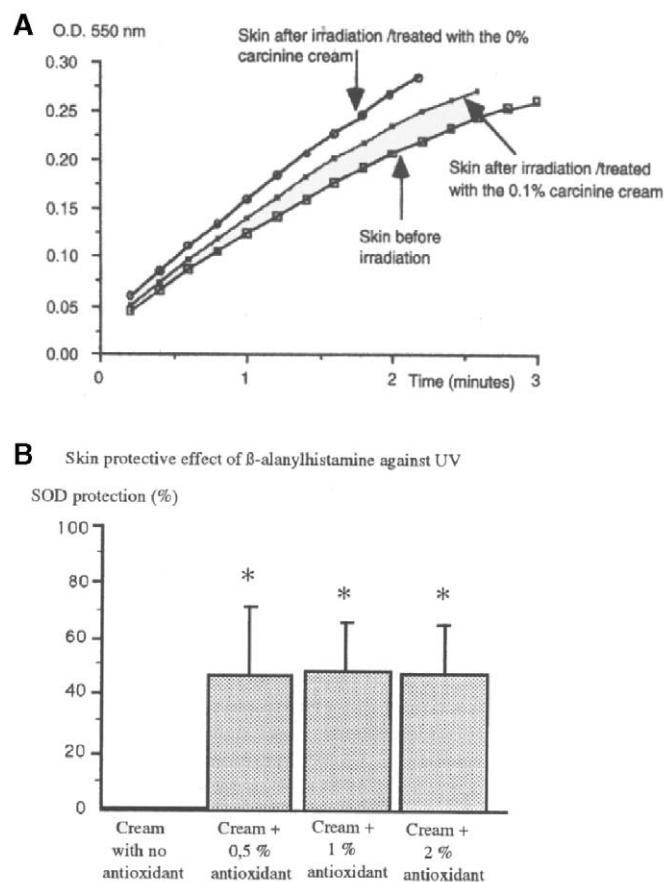 A
O.D. 550 nm
Skin after irradiation /treated with the 0%
carcinine cream
0.30
0.25
0.20
0.15
0.10
0.05
0.00
Skin after irradiation /treated
with the 0.1% carcinine cream
Skin before
irradiation
0
1
2
Time (minutes)
3
B
Skin protective effect of ß-alanylhistamine against UV
SOD protection (%)
100
80
60
40
20
0
*
*
*
Cream
with no
antioxidant
Cream +
0,5 %
antioxidant
Cream +
1 %
antioxidant
Cream +
2 %
antioxidant